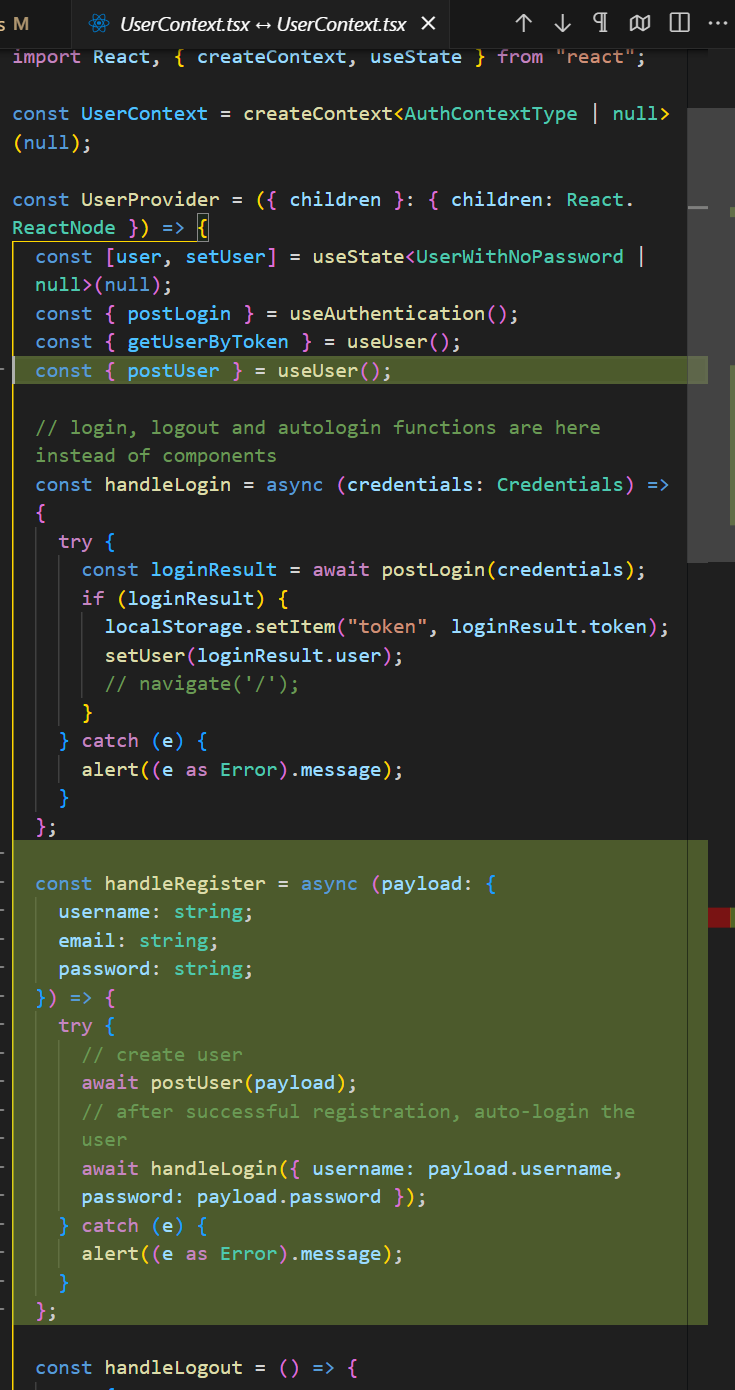 s M
UserContext.tsx ↔ UserContext.tsx
import React, { createContext, useState } from "react";
const UserContext = createContext<AuthContextType | null>
(null);
const UserProvider = ({ children }: { children: React.
ReactNode }) => {
const [user, setUser] = useState<UserWithNoPassword |
null>(null);
const { postLogin } = useAuthentication();
const { getUserByToken } = useUser();
const { postUser } = useUser();
// login, logout and autologin functions are here
instead of components
const handleLogin = async (credentials: Credentials) =>
{
try {
const loginResult = await postLogin(credentials);
if (loginResult) {
localStorage.setItem("token", loginResult.token);
setUser(loginResult.user);
// navigate('/');
}
} catch (e) {
alert((e as Error).message);
}
};
const handleRegister = async (payload: {
username: string;
email: string;
password: string;
}) => {
try {
// create user
await postUser(payload);
// after successful registration, auto-login the
user
await handleLogin({ username: payload.username,
password: payload.password });
} catch (e) {
alert((e as Error).message);
}
};
const handleLogout = () => {